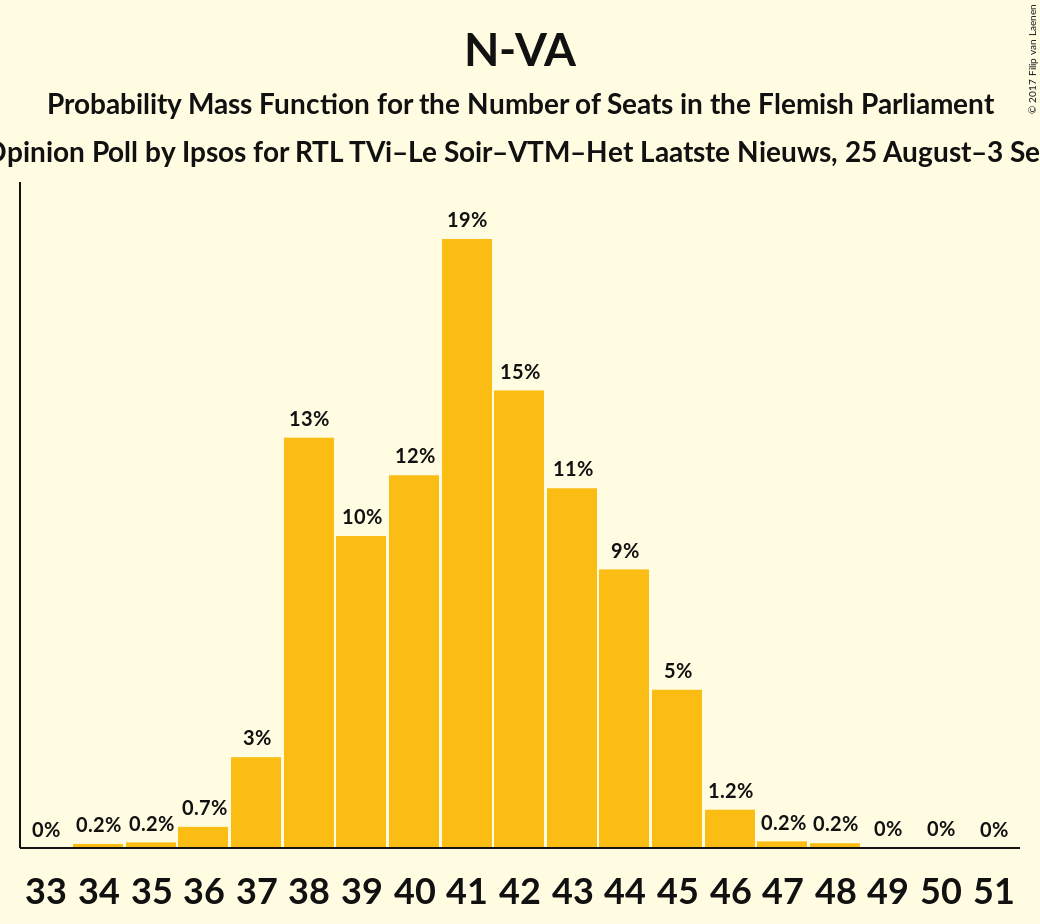 N-VA
Probability Mass Function for the Number of Seats in the Flemish Parliament
Opinion Poll by Ipsos for RTL TVi–Le Soir–VTM–Het Laatste Nieuws, 25 August–3 Se
© 2017 Filip van Laenen
0% 0.2% 0.2% 0.7% 3% 13% 10% 12% 19% 15% 11% 9% 5% 1.2% 0.2% 0.2% 0% 0% 0%
33 34 35 36 37 38 39 40 41 42 43 44 45 46 47 48 49 50 51